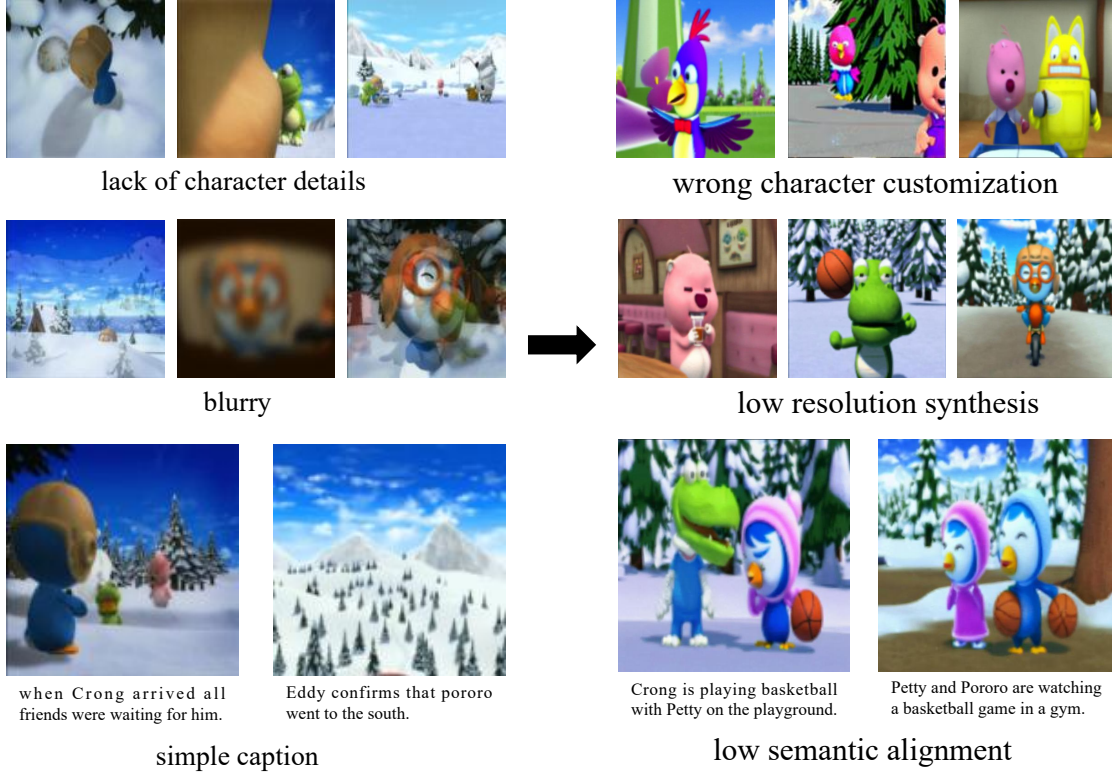 lack of character details
wrong character customization
blurry
low resolution synthesis
when Crong arrived all
friends were waiting for him.
Eddy confirms that pororo
went to the south.
simple caption
Crong is playing basketball
with Petty on the playground.
Petty and Pororo are watching
a basketball game in a gym.
low semantic alignment